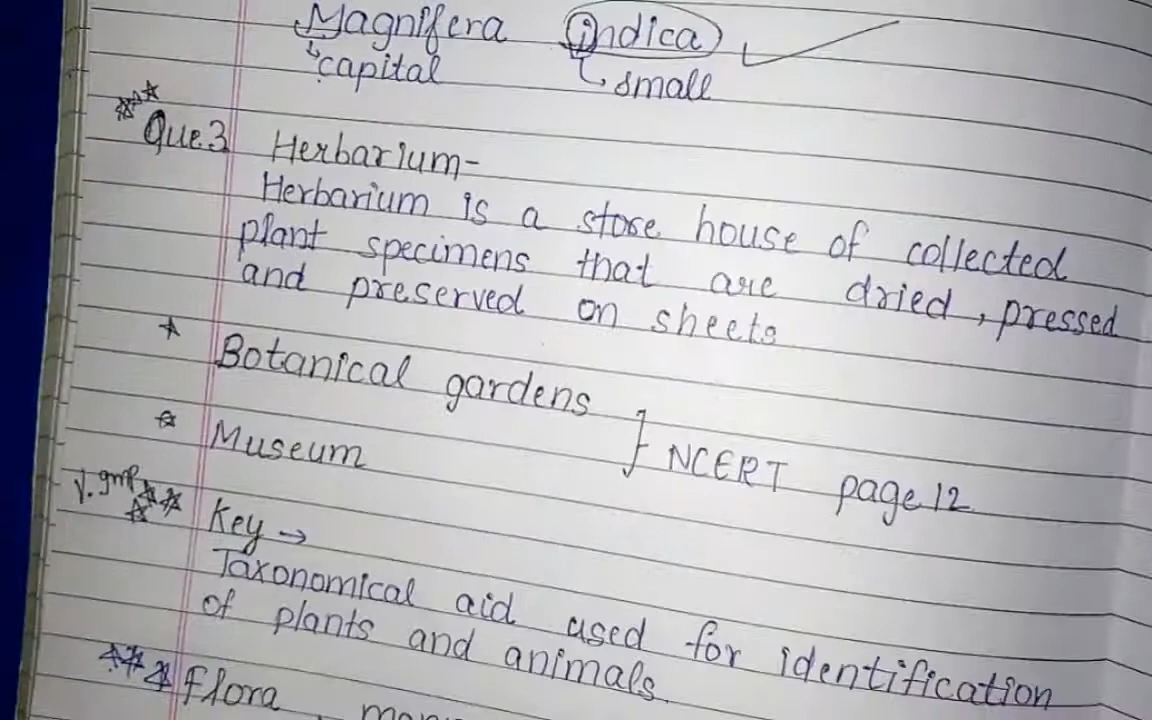 Magnifera indica
capital small
Que.3 Herbarium-
Herbarium is a store house of collected
plant specimens that are dried, pressed
and preserved on sheets
Botanical gardens
Museum
NCERT page 12
V. Imp Key →
Taxonomical aid used for identification
of plants and animals.
Flora,